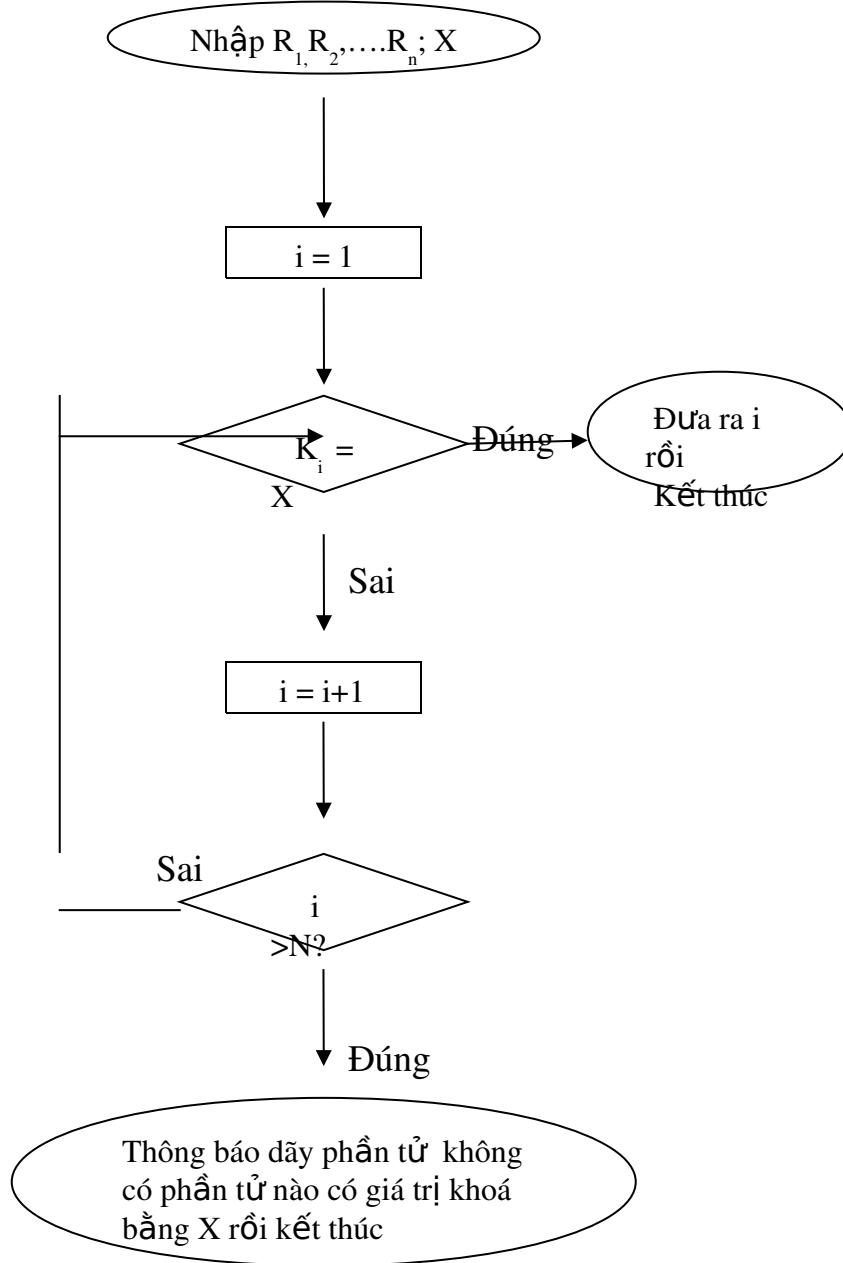 Nhập R1,R2,….Rn; X
i = 1
Ki =
X
Đúng
Đưa ra i
rồi
Kết thúc
Sai
i = i+1
Sai
i
>N?
Đúng
Thông báo dãy phần tử không
có phần tử nào có giá trị khoá
bằng X rồi kết thúc